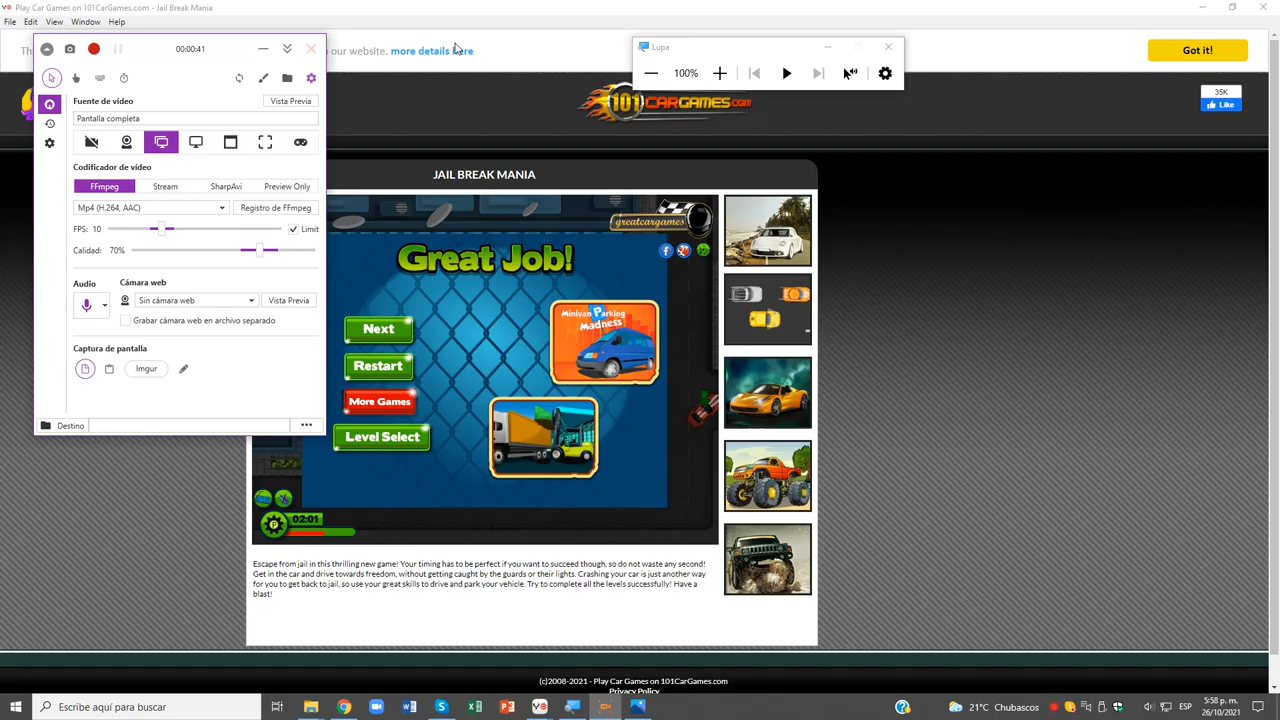 Play Car Games on 101CarGames.com - Jail Break Mania
File Edit View Window Help
00:00:41
our website. more details here
Got it!
Lupa
100%
101CARGAMES.COM
35K
Like
Fuente de vídeo
Vista Previa
Pantalla completa
Codificador de vídeo
FFmpeg Stream SharpAvi Preview Only
Mp4 (H.264, AAC)
Registro de FFmpeg
FPS: 10
Limit
Calidad: 70%
Audio
Cámara web
Sin cámara web
Vista Previa
Grabar cámara web en archivo separado
Captura de pantalla
Imgur
Destino
JAIL BREAK MANIA
greatcargames
Great Job!
Next
Restart
More Games
Level Select
Minivan Parking
Madness
P
02:01
Escape from jail in this thrilling new game! Your timing has to be perfect if you want to succeed though, so do not waste any second!
Get in the car and drive towards freedom, without getting caught by the guards or their lights. Crashing your car is just another way
for you to get back to jail, so use your great skills to drive and park your vehicle. Try to complete all the levels successfully! Have a
blast!
(c)2008-2021 - Play Car Games on 101CarGames.com
Privacy Policy
Escribe aquí para buscar
21°C Chubascos
ESP
5:58 p. m.
26/10/2021